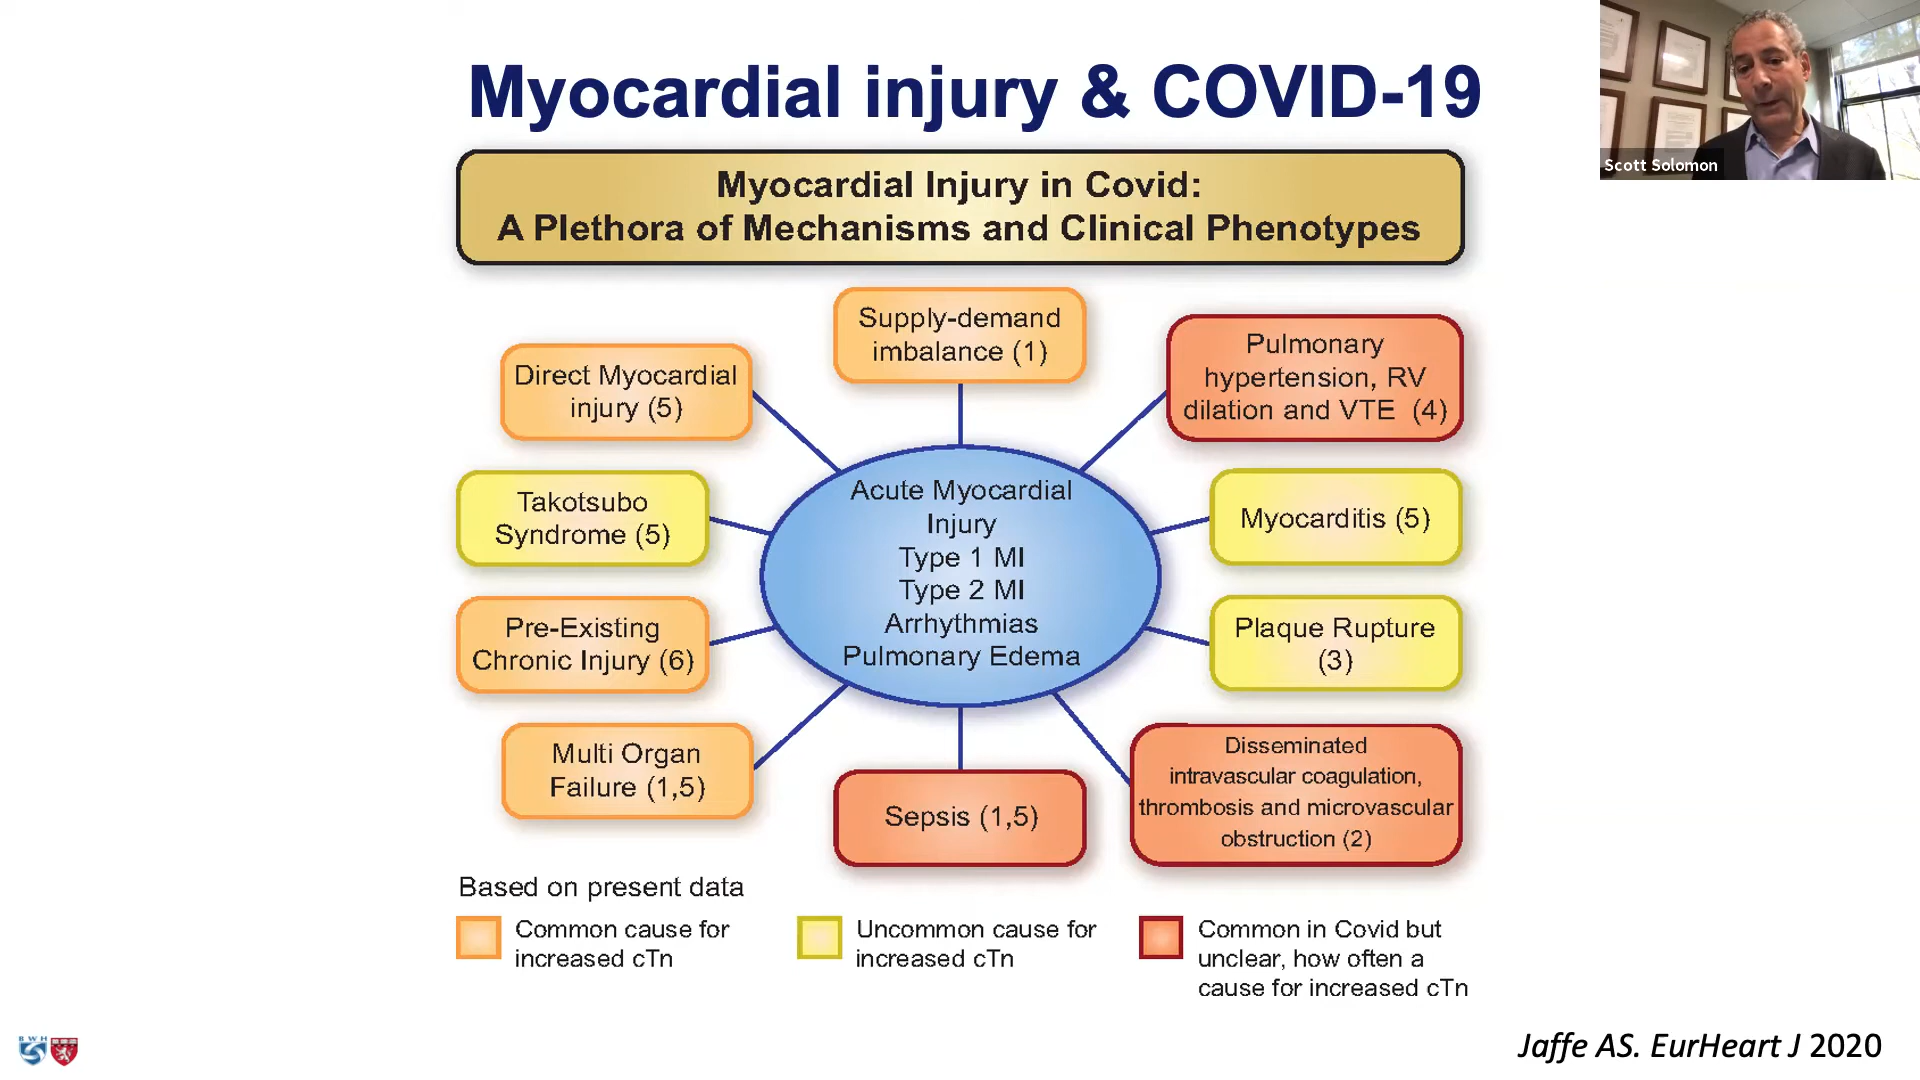 Myocardial injury & COVID-19
Scott Solomon
Myocardial Injury in Covid:
A Plethora of Mechanisms and Clinical Phenotypes
Supply-demand
imbalance (1)
Direct Myocardial
injury (5)
Pulmonary
hypertension, RV
dilation and VTE (4)
Takotsubo
Syndrome (5)
Acute Myocardial
Injury
Type 1 MI
Type 2 MI
Arrhythmias
Pulmonary Edema
Myocarditis (5)
Pre-Existing
Chronic Injury (6)
Plaque Rupture
(3)
Multi Organ
Failure (1,5)
Sepsis (1,5)
Disseminated
intravascular coagulation,
thrombosis and microvascular
obstruction (2)
Based on present data
Common cause for
increased cTn
Uncommon cause for
increased cTn
Common in Covid but
unclear, how often a
cause for increased cTn
BWH
Jaffe AS. EurHeart J 2020